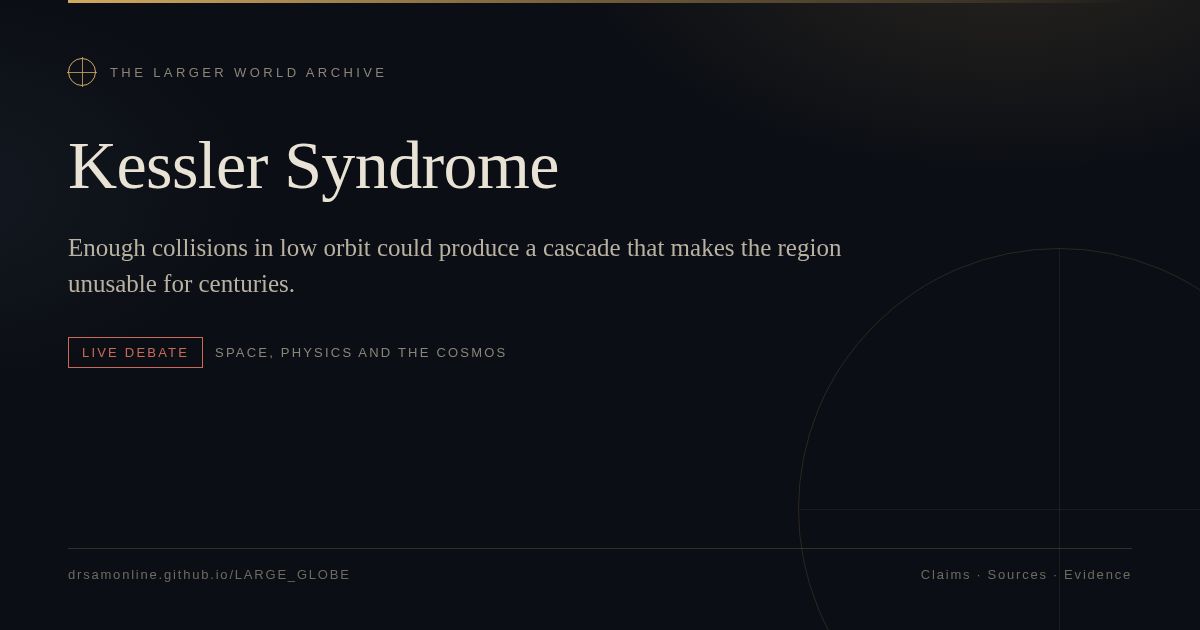 THE LARGER WORLD ARCHIVE
Kessler Syndrome
Enough collisions in low orbit could produce a cascade that makes the region
unusable for centuries.
LIVE DEBATE SPACE, PHYSICS AND THE COSMOS
drsamonline.github.io/LARGE_GLOBE
Claims · Sources · Evidence